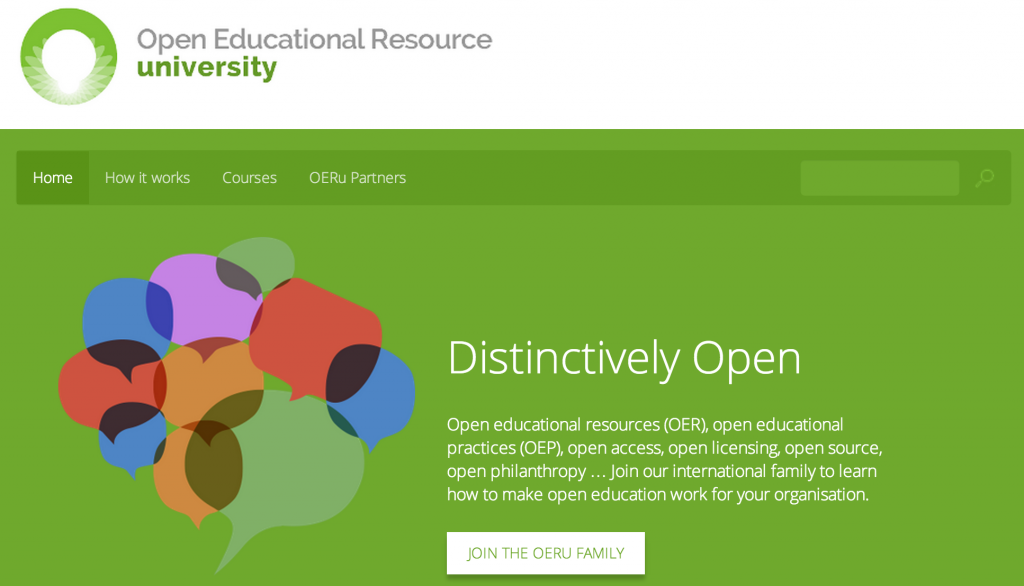 Open Educational Resource
university
Home
How it works
Courses
OERu Partners
Distinctively Open
Open educational resources (OER), open educational
practices (OEP), open access, open licensing, open source,
open philanthropy … Join our international family to learn
how to make open education work for your organisation.
JOIN THE OERU FAMILY